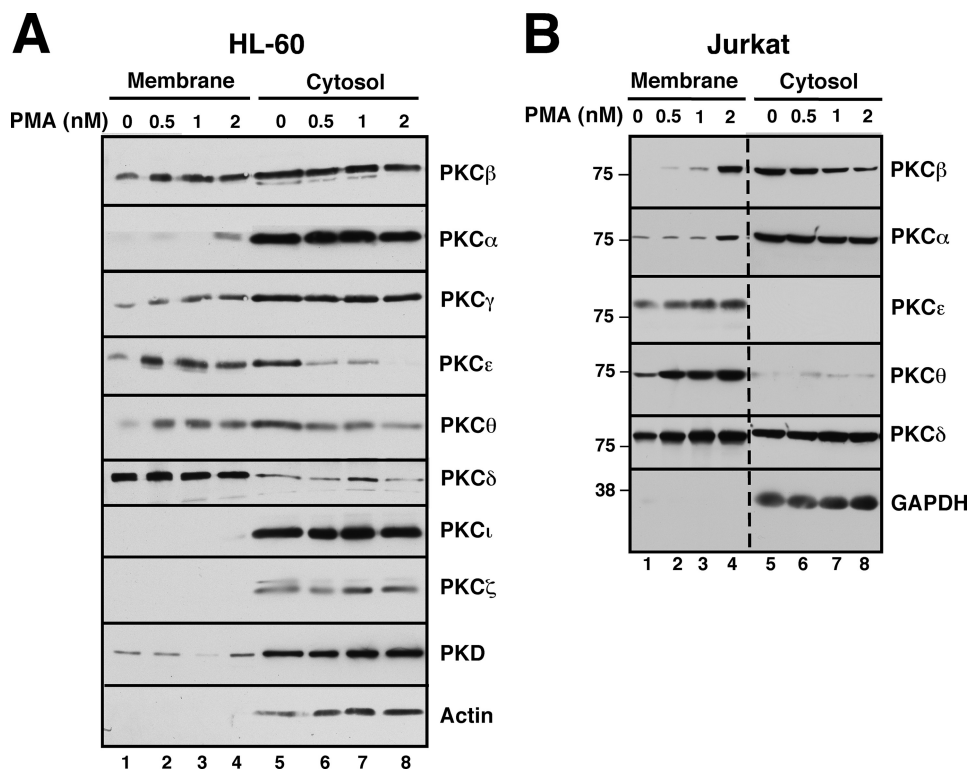 A
HL-60
Membrane Cytosol
PMA (nM) 0 0.5 1 2 0 0.5 1 2
PKCβ
PKCα
PKCγ
PKCε
PKCθ
PKCδ
PKCι
PKCζ
PKD
Actin
1 2 3 4 5 6 7 8
B
Jurkat
Membrane Cytosol
PMA (nM) 0 0.5 1 2 0 0.5 1 2
75 PKCβ
75 PKCα
75 PKCε
75 PKCθ
75 PKCδ
38 GAPDH
1 2 3 4 5 6 7 8